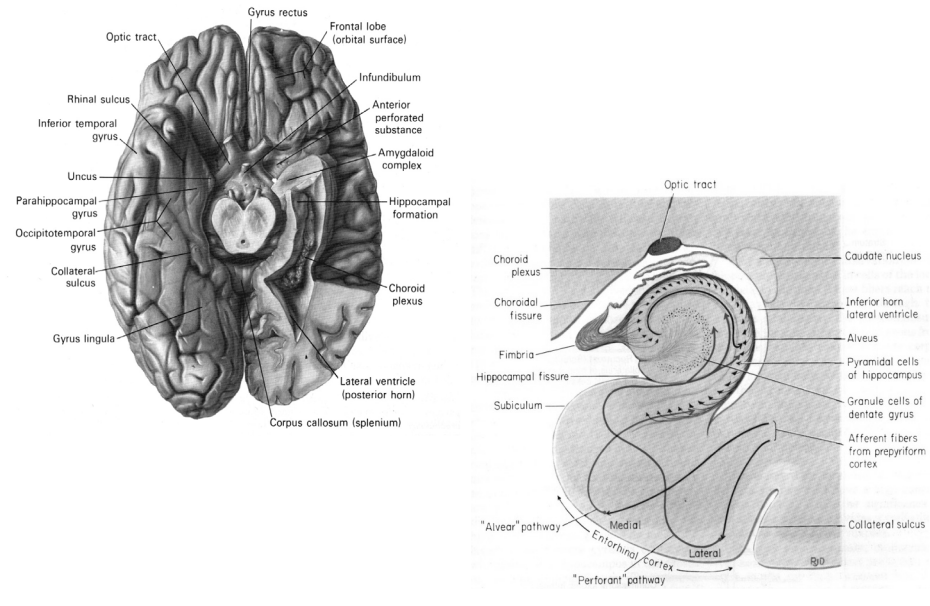 Gyrus rectus
Optic tract
Frontal lobe
(orbital surface)
Infundibulum
Rhinal sulcus
Anterior
perforated
substance
Inferior temporal
gyrus
Amygdaloid
complex
Uncus
Parahippocampal
gyrus
Hippocampal
formation
Occipitotemporal
gyrus
Collateral
sulcus
Choroid
plexus
Gyrus lingula
Lateral ventricle
(posterior horn)
Corpus callosum (splenium)
Optic tract
Choroid
plexus
Caudate nucleus
Choroidal
fissure
Inferior horn
lateral ventricle
Alveus
Fimbria
Pyramidal cells
of hippocampus
Hippocampal fissure
Subiculum
Granule cells of
dentate gyrus
Afferent fibers
from prepyriform
cortex
"Alvear" pathway
Medial
Collateral sulcus
Entorhinal cortex
Lateral
"Perforant" pathway